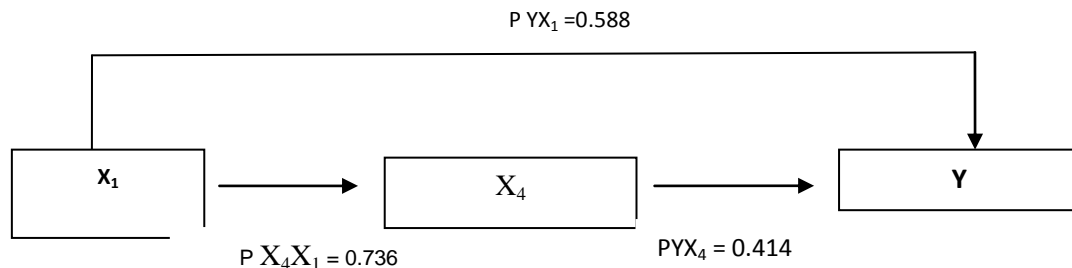 P YX₁ =0.588
X₁
X₄
Y
P X₄X₁ = 0.736
PYX₄ = 0.414